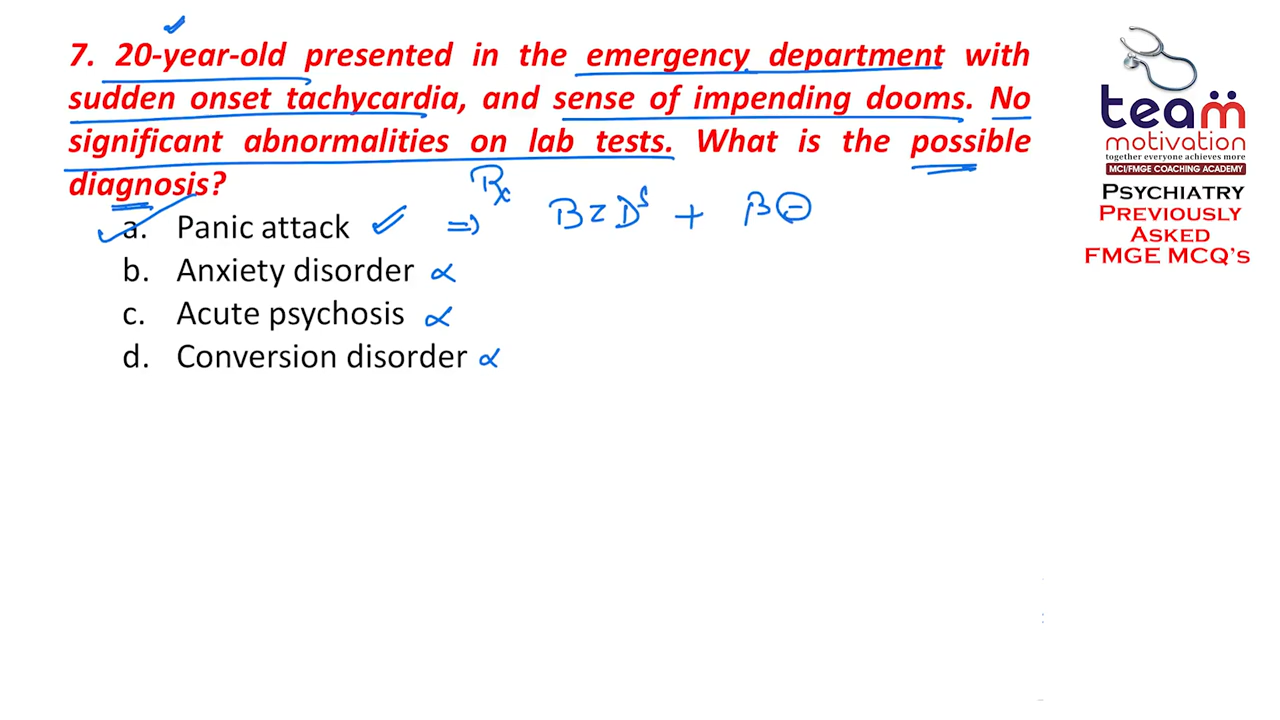 7. 20-year-old presented in the emergency department with
sudden onset tachycardia, and sense of impending dooms. No
significant abnormalities on lab tests. What is the possible
diagnosis?
a. Panic attack ✓ ⇒ Rx BZDs + β⊖
b. Anxiety disorder
c. Acute psychosis
d. Conversion disorder
team
motivation
together everyone achieves more
MCI/FMGE COACHING ACADEMY
PSYCHIATRY
PREVIOUSLY
ASKED
FMGE MCQ's